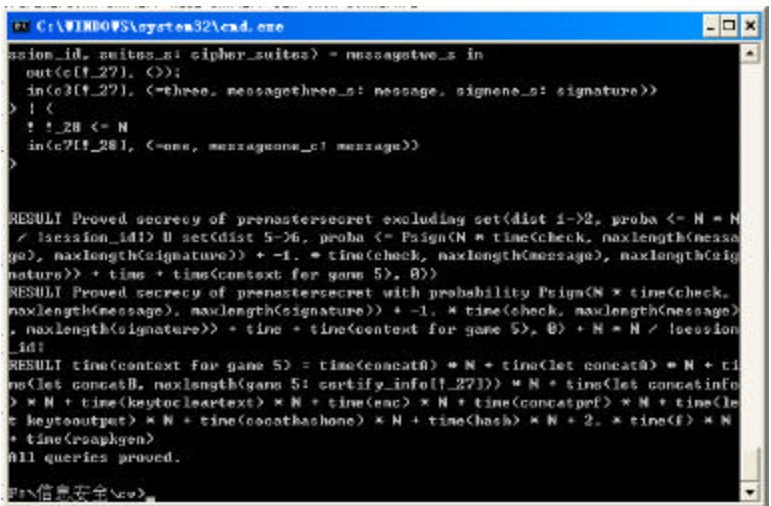 C:\WINDOWS\system32\cmd.exe
ssion_id, suites_s: cipher_suites) = messagetwo_s in
out(c[!_27], ());
in(c3[!_27], (=three, messagethree_s: message, signone_s: signature))
) | (
! !_28 <= N
in(c7[!_28], (=one, messageone_c: message))
)
RESULT Proved secrecy of premastersecret excluding set(dist 1->2, proba <= N * N
/ |session_id|) U set(dist 5->6, proba <= Psign(N * time(check, maxlength(messa
ge), maxlength(signature)) + -1. * time(check, maxlength(message), maxlength(sig
nature)) + time + time(context for game 5), 0))
RESULT Proved secrecy of premastersecret with probability Psign(N * time(check,
maxlength(message), maxlength(signature)) + -1. * time(check, maxlength(message)
, maxlength(signature)) + time + time(context for game 5), 0) + N * N / |session
_id|
RESULT time(context for game 5) = time(concatA) * N + time(let concatA) * N + ti
me(let concatB, maxlength(game 5: certify_info[!_27])) * N + time(let concatinfo
) * N + time(keytocleartext) * N + time(enc) * N + time(concatprf) * N + time(le
t keytooutput) * N + time(cocathashone) * N + time(hash) * N + 2. * time(f) * N
+ time(rsapkgen)
All queries proved.
F:\信息安全\cv>